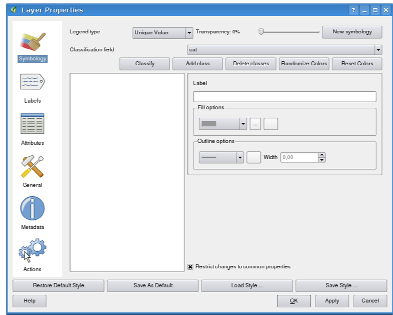 Layer Properties
Legend type Unique Value Transparency: 0% New symbology
Classification field cat
Classify Add class Delete classes Randomize Colors Reset Colors
Symbology
Label
Labels
Fill options
...
Attributes
Outline options
Width 0,00
General
Metadata
Restrict changes to common properties
Actions
Restore Default Style Save As Default Load Style ... Save Style ...
Help OK Apply Cancel